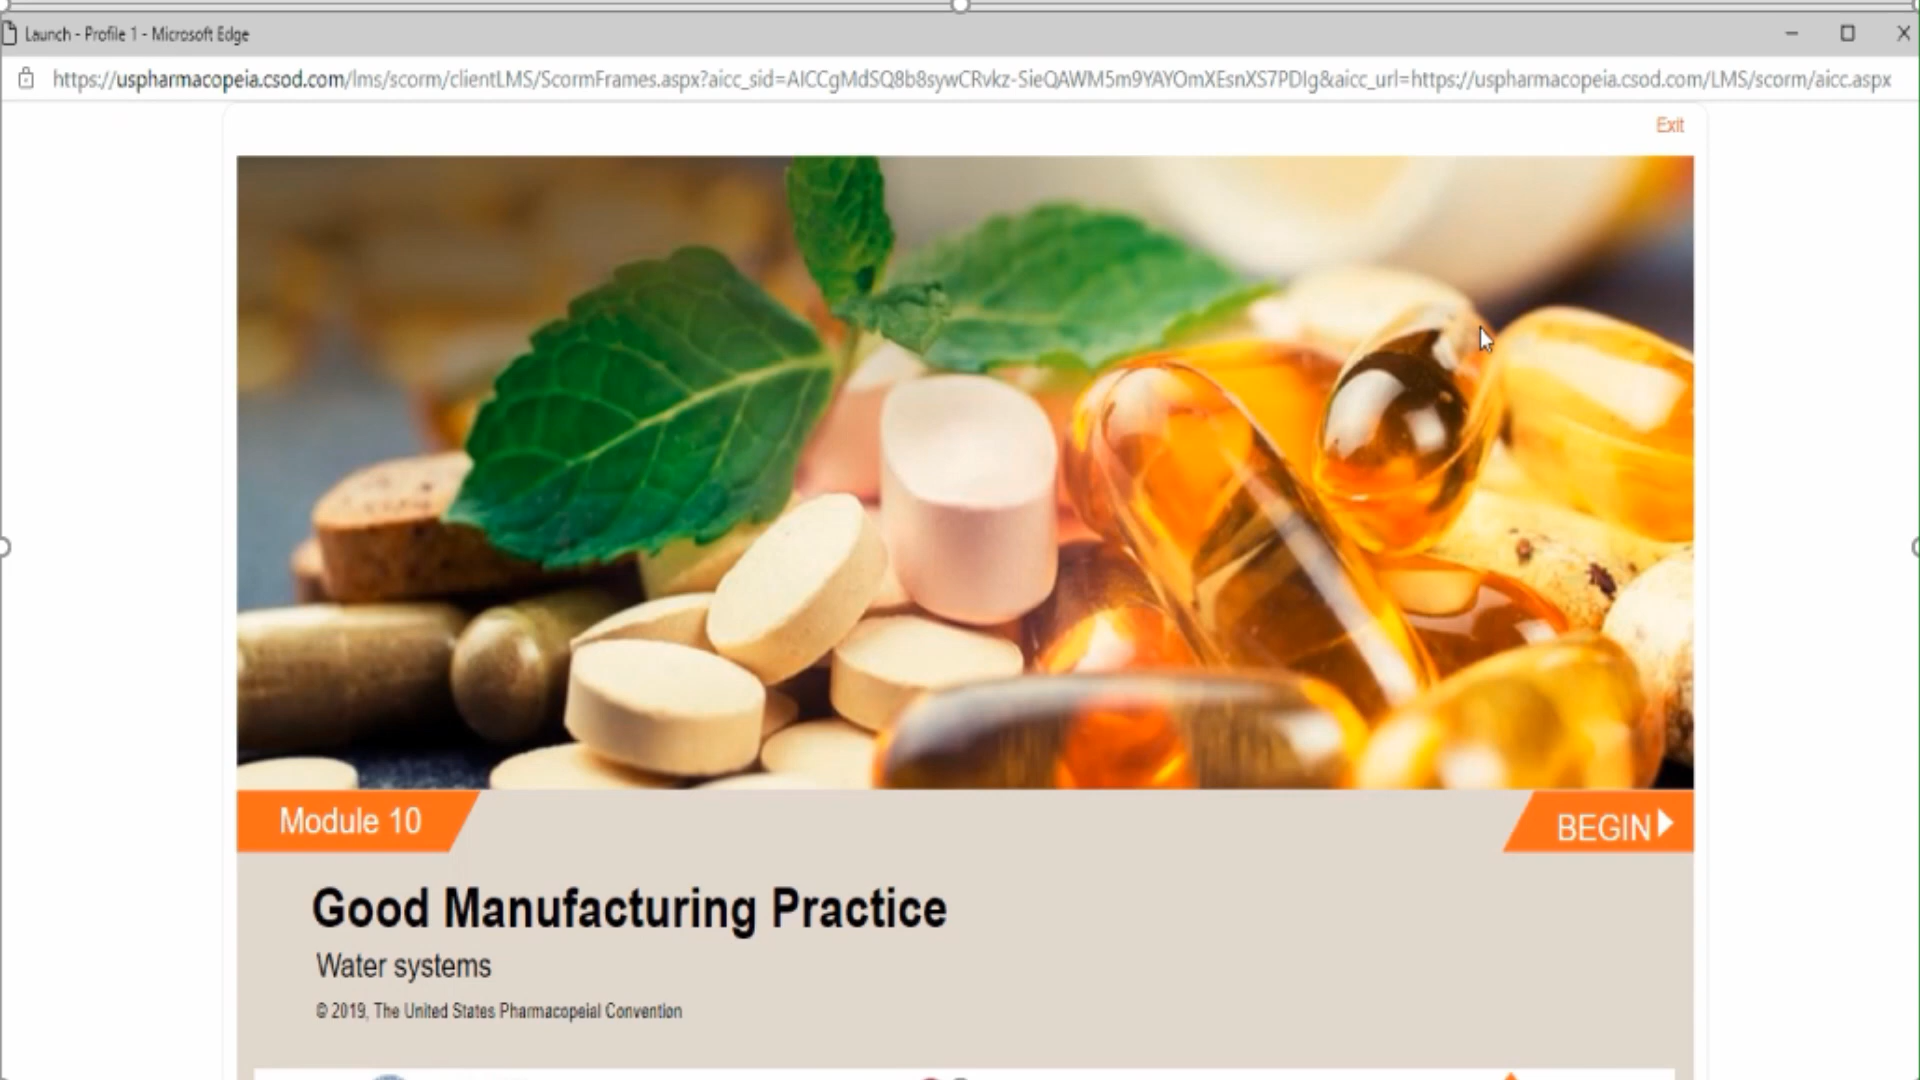 Launch - Profile 1 - Microsoft Edge
https://uspharmacopeia.csod.com/lms/scorm/clientLMS/ScormFrames.aspx?aicc_sid=AICCgMdSQ8b8sywCRvkz-SieQAWM5m9YAYOmXEsnXS7PDIg&aicc_url=https://uspharmacopeia.csod.com/LMS/scorm/aicc.aspx
Exit
Module 10
BEGIN
Good Manufacturing Practice
Water systems
© 2019, The United States Pharmacopeial Convention